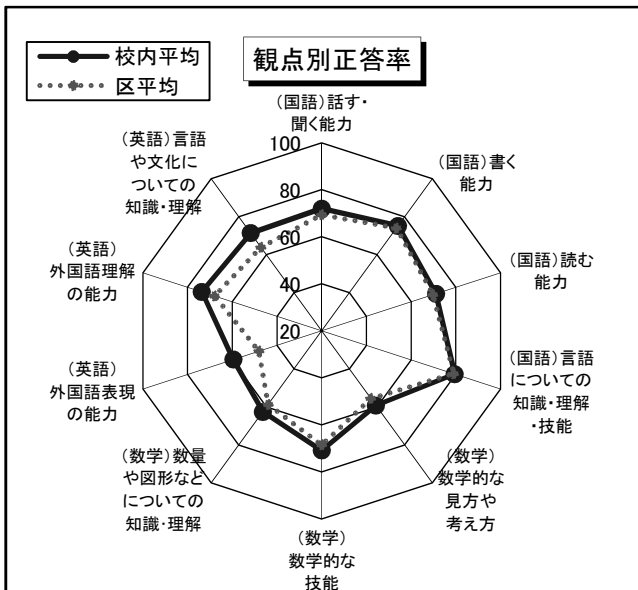 校内平均
区平均
観点別正答率
(国語)話す・
聞く能力
(国語)書く
能力
(国語)読む
能力
(国語)言語
についての
知識・理解
・技能
(数学)
数学的な
見方や
考え方
(数学)
数学的な
技能
(数学)数量
や図形など
についての
知識・理解
(英語)
外国語表現
の能力
(英語)
外国語理解
の能力
(英語)言語
や文化に
ついての
知識・理解
100
80
60
40
20